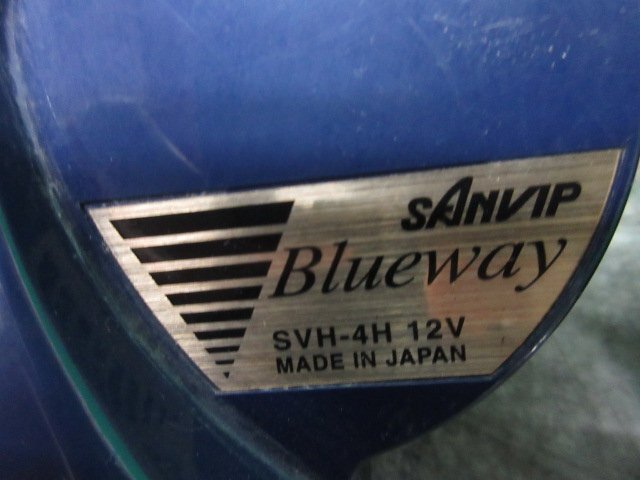 SANVIP
Blueway
SVH-4H 12V
MADE IN JAPAN